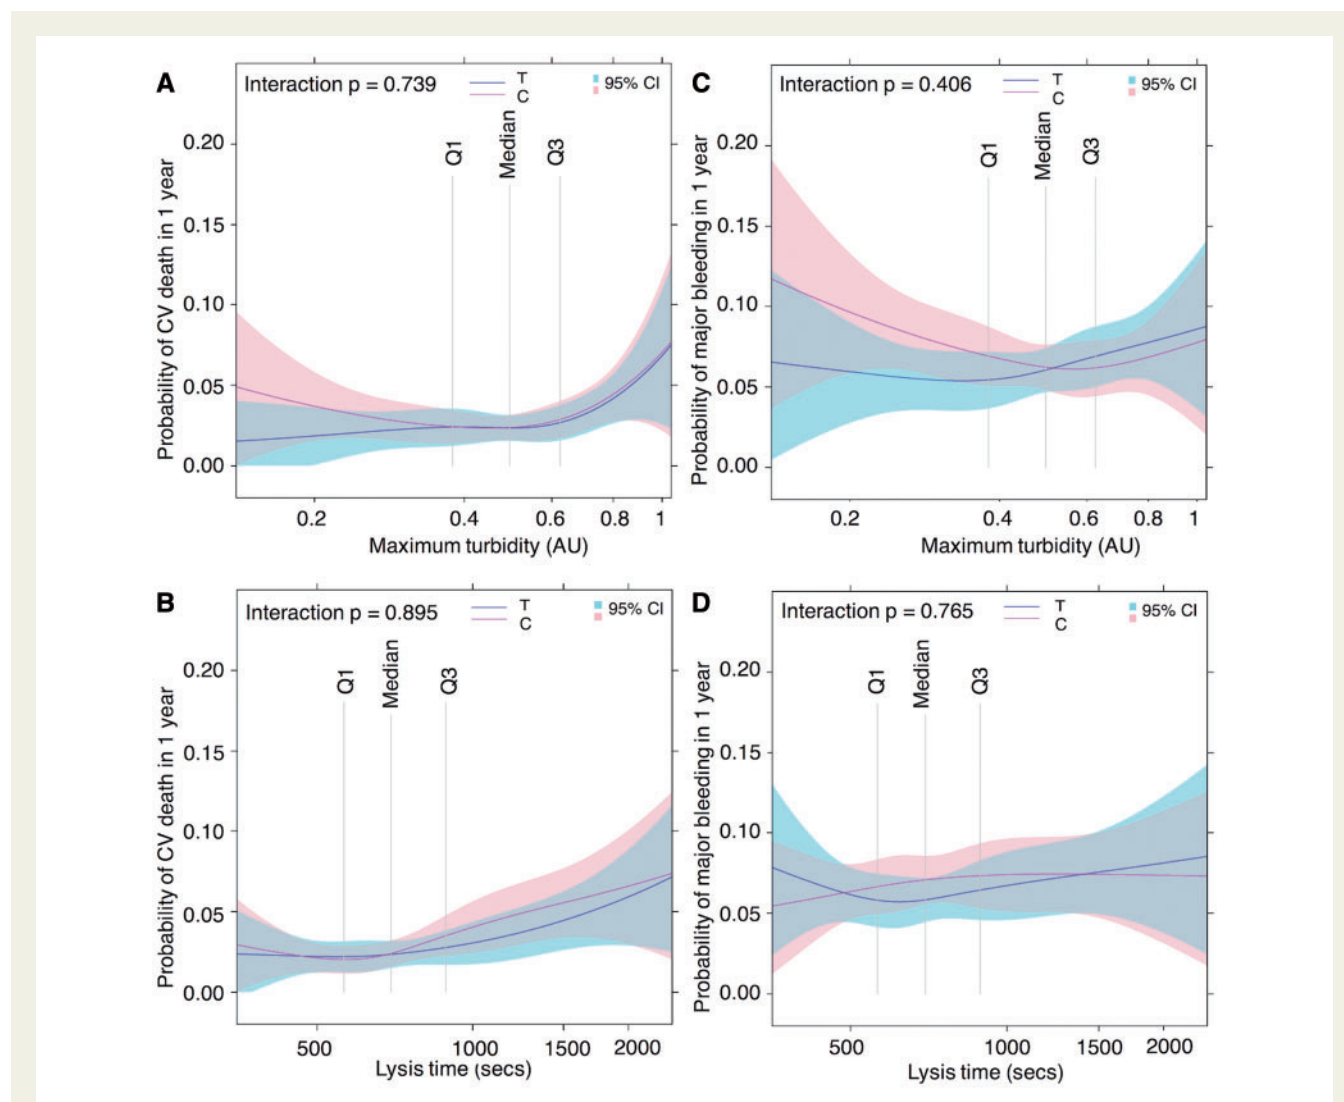 A
Interaction p = 0.739
T
C
95% CI
Q1
Median
Q3
Probability of CV death in 1 year
0.20
0.15
0.10
0.05
0.00
0.2 0.4 0.6 0.8 1
Maximum turbidity (AU)
C
Interaction p = 0.406
T
C
95% CI
Q1
Median
Q3
Probability of major bleeding in 1 year
0.20
0.15
0.10
0.05
0.00
0.2 0.4 0.6 0.8 1
Maximum turbidity (AU)
B
Interaction p = 0.895
T
C
95% CI
Q1
Median
Q3
Probability of CV death in 1 year
0.20
0.15
0.10
0.05
0.00
500 1000 1500 2000
Lysis time (secs)
D
Interaction p = 0.765
T
C
95% CI
Q1
Median
Q3
Probability of major bleeding in 1 year
0.20
0.15
0.10
0.05
0.00
500 1000 1500 2000
Lysis time (secs)